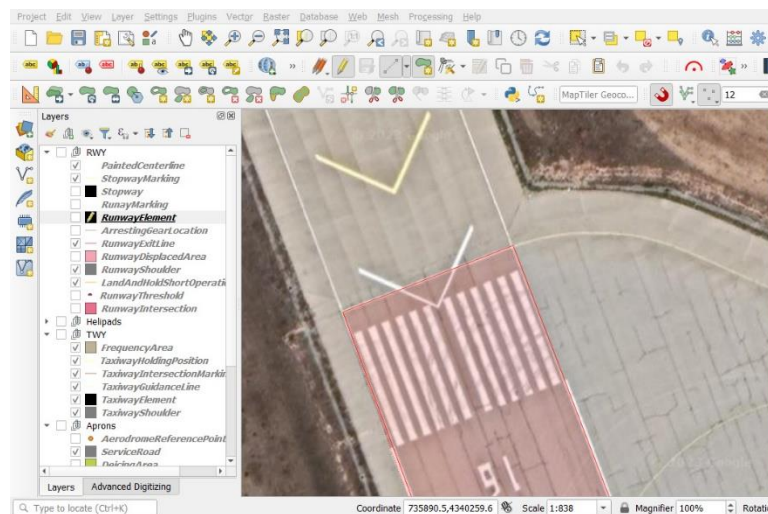 Project Edit View Layer Settings Plugins Vector Raster Database Web Mesh Processing Help
MapTiler Geoco...
12
Layers
RWY
PaintedCenterline
StopwayMarking
Stopway
RunayMarking
RunwayElement
ArrestingGearLocation
RunwayExitLine
RunwayDisplacedArea
RunwayShoulder
LandAndHoldShortOperati
RunwayThreshold
RunwayIntersection
Helipads
TWY
FrequencyArea
TaxiwayHoldingPosition
TaxiwayIntersectionMarkin
TaxiwayGuidanceLine
TaxiwayElement
TaxiwayShoulder
Aprons
AerodromeReferencePoint
ServiceRoad
DeicingArea
Layers Advanced Digitizing
Type to locate (Ctrl+K)
Coordinate 735890.5,4340259.6 Scale 1:838 Magnifier 100% Rotati